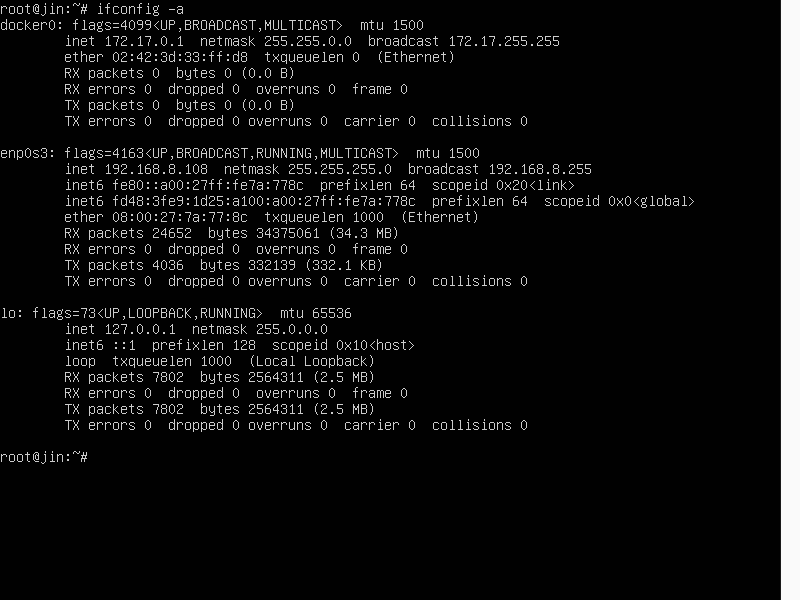 root@jin:~# ifconfig -a
docker0: flags=4099<UP,BROADCAST,MULTICAST>  mtu 1500
        inet 172.17.0.1  netmask 255.255.0.0  broadcast 172.17.255.255
        ether 02:42:3d:33:ff:d8  txqueuelen 0  (Ethernet)
        RX packets 0  bytes 0 (0.0 B)
        RX errors 0  dropped 0  overruns 0  frame 0
        TX packets 0  bytes 0 (0.0 B)
        TX errors 0  dropped 0 overruns 0  carrier 0  collisions 0

enp0s3: flags=4163<UP,BROADCAST,RUNNING,MULTICAST>  mtu 1500
        inet 192.168.8.108  netmask 255.255.255.0  broadcast 192.168.8.255
        inet6 fe80::a00:27ff:fe7a:778c  prefixlen 64  scopeid 0x20<link>
        inet6 fd48:3fe9:1d25:a100:a00:27ff:fe7a:778c  prefixlen 64  scopeid 0x0<global>
        ether 08:00:27:7a:77:8c  txqueuelen 1000  (Ethernet)
        RX packets 24652  bytes 34375061 (34.3 MB)
        RX errors 0  dropped 0  overruns 0  frame 0
        TX packets 4036  bytes 332139 (332.1 KB)
        TX errors 0  dropped 0 overruns 0  carrier 0  collisions 0

lo: flags=73<UP,LOOPBACK,RUNNING>  mtu 65536
        inet 127.0.0.1  netmask 255.0.0.0
        inet6 ::1  prefixlen 128  scopeid 0x10<host>
        loop  txqueuelen 1000  (Local Loopback)
        RX packets 7802  bytes 2564311 (2.5 MB)
        RX errors 0  dropped 0  overruns 0  frame 0
        TX packets 7802  bytes 2564311 (2.5 MB)
        TX errors 0  dropped 0 overruns 0  carrier 0  collisions 0

root@jin:~#